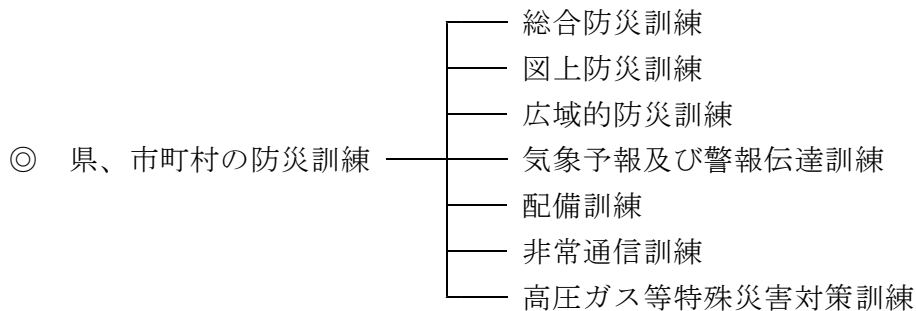 総合防災訓練
図上防災訓練
広域的防災訓練
◎ 県、市町村の防災訓練
気象予報及び警報伝達訓練
配備訓練
非常通信訓練
高圧ガス等特殊災害対策訓練